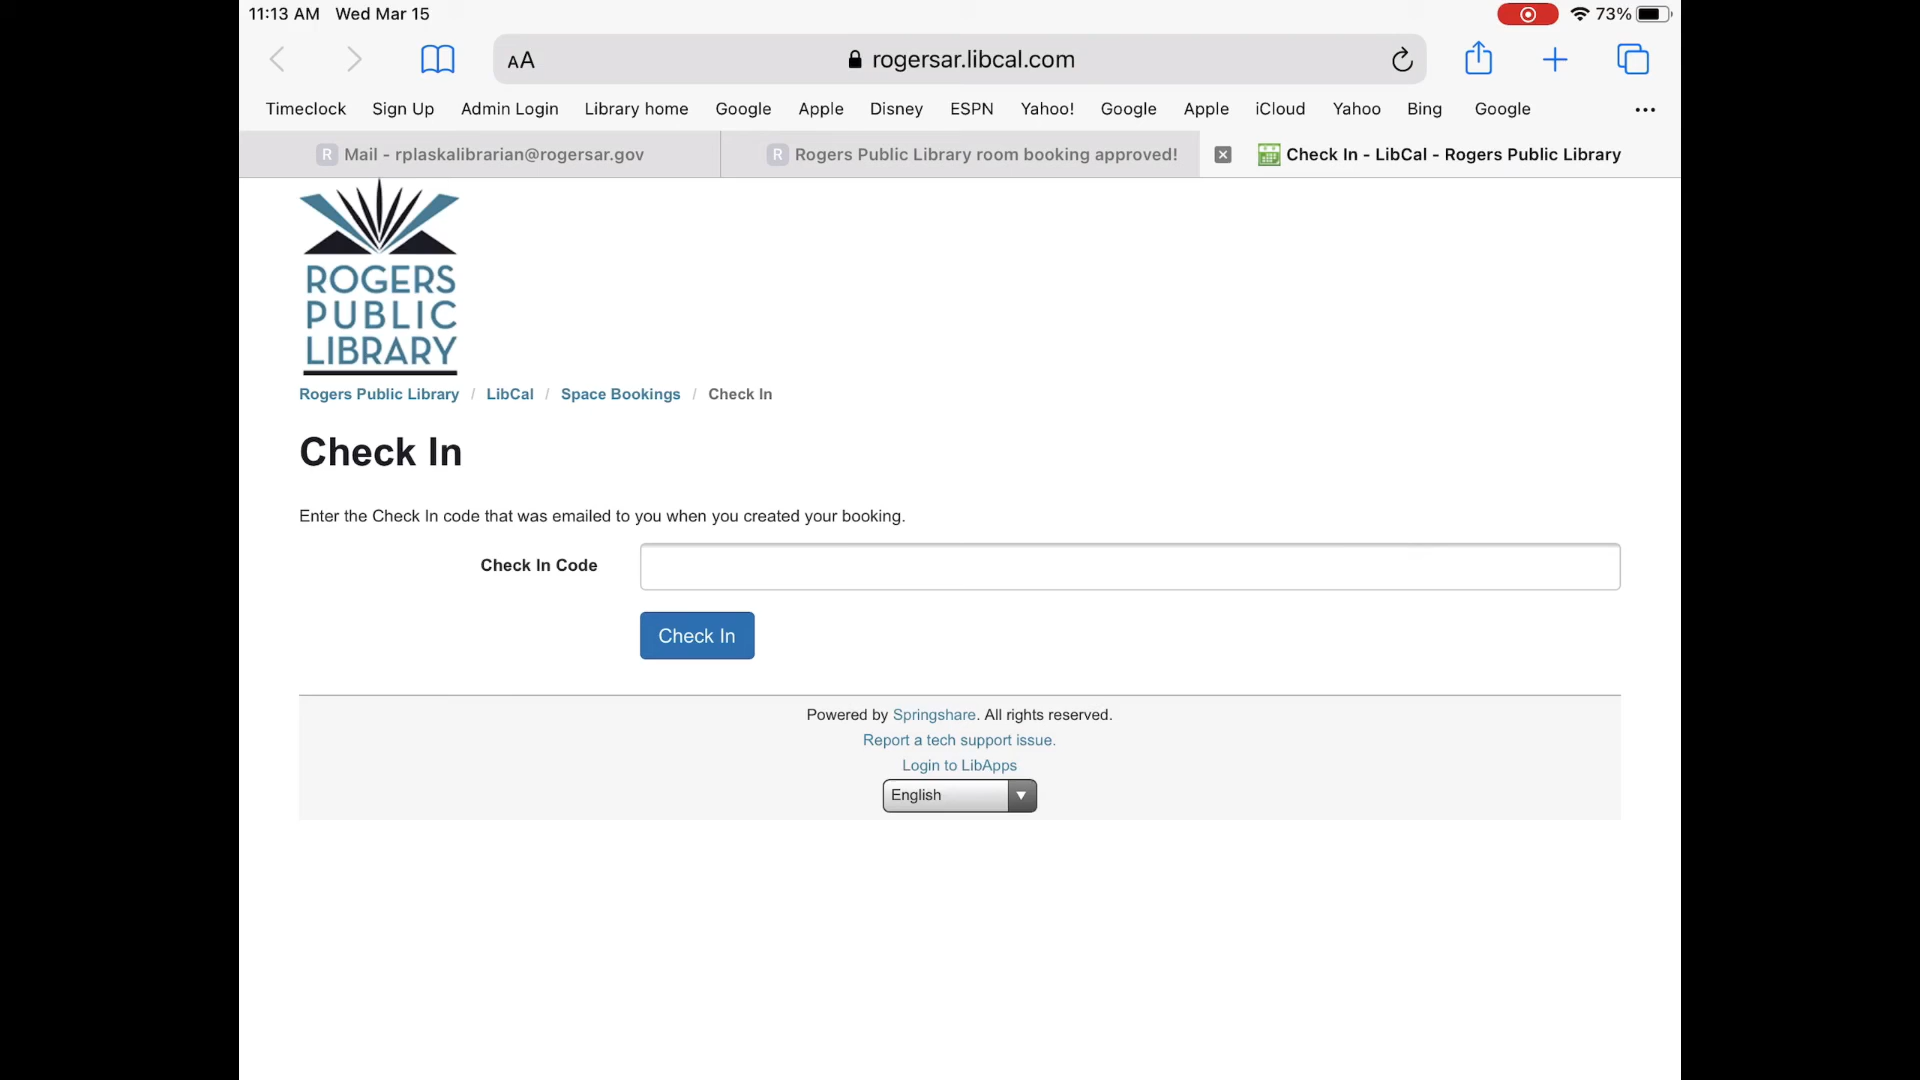 11:13 AM Wed Mar 15
73%
AA
rogersar.libcal.com
Timeclock Sign Up Admin Login Library home Google Apple Disney ESPN Yahoo! Google Apple iCloud Yahoo Bing Google
R Mail - rplaskalibrarian@rogersar.gov
R Rogers Public Library room booking approved!
Check In - LibCal - Rogers Public Library
ROGERS
PUBLIC
LIBRARY
Rogers Public Library / LibCal / Space Bookings / Check In
Check In
Enter the Check In code that was emailed to you when you created your booking.
Check In Code
Check In
Powered by Springshare. All rights reserved.
Report a tech support issue.
Login to LibApps
English